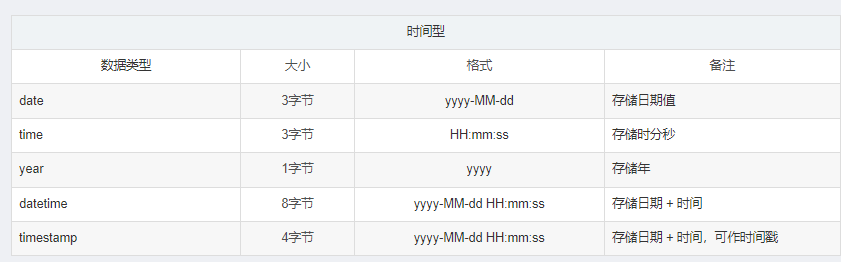 时间型
数据类型 大小 格式 备注
date 3字节 yyyy-MM-dd 存储日期值
time 3字节 HH:mm:ss 存储时分秒
year 1字节 yyyy 存储年
datetime 8字节 yyyy-MM-dd HH:mm:ss 存储日期 + 时间
timestamp 4字节 yyyy-MM-dd HH:mm:ss 存储日期 + 时间，可作时间戳